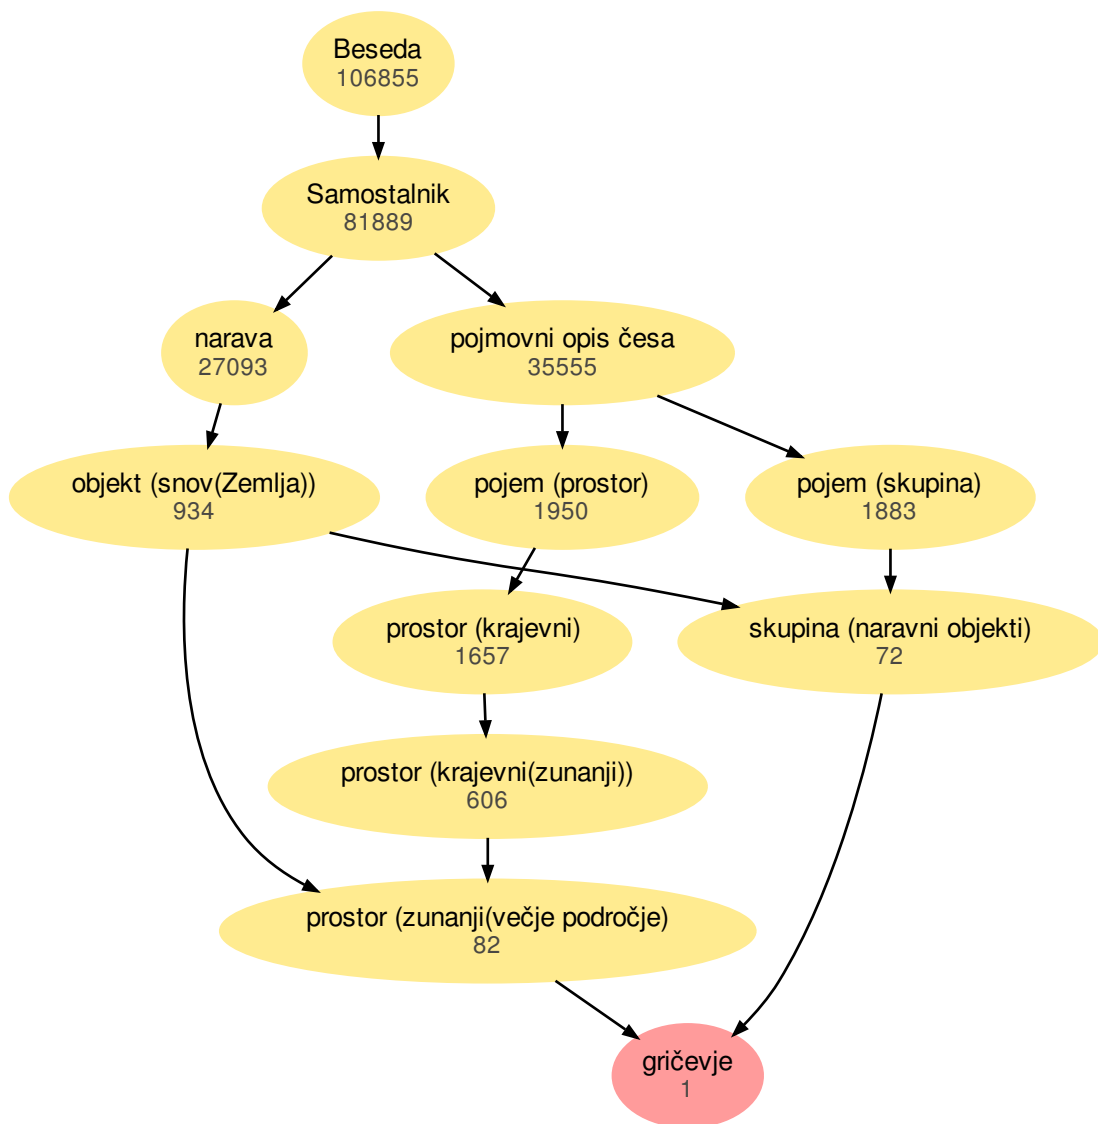 Beseda
106855
Samostalnik
81889
narava
27093
pojmovni opis česa
35555
objekt (snov(Zemlja))
934
pojem (prostor)
1950
pojem (skupina)
1883
prostor (krajevni)
1657
skupina (naravni objekti)
72
prostor (krajevni(zunanji))
606
prostor (zunanji(večje področje)
82
gričevje
1